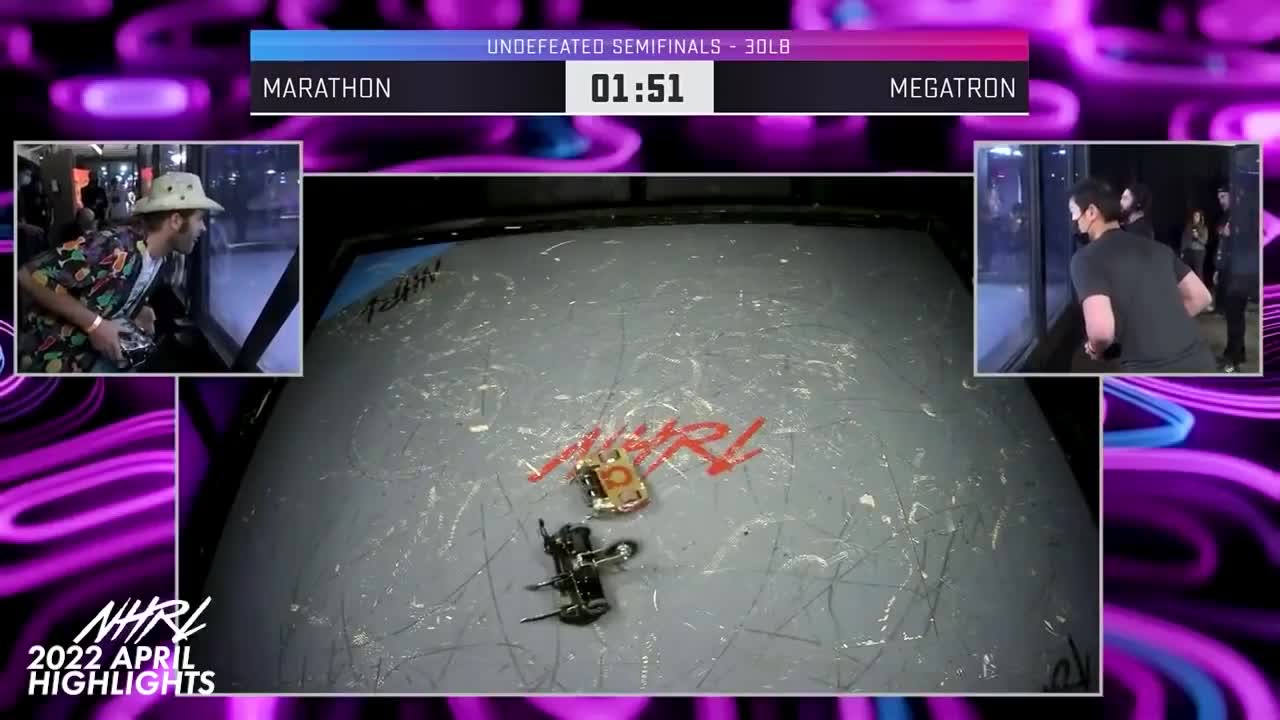 UNDEFEATED SEMIFINALS - 30LB
MARATHON
01:51
MEGATRON
NHRL
NHRL
NHRL
2022 APRIL
HIGHLIGHTS